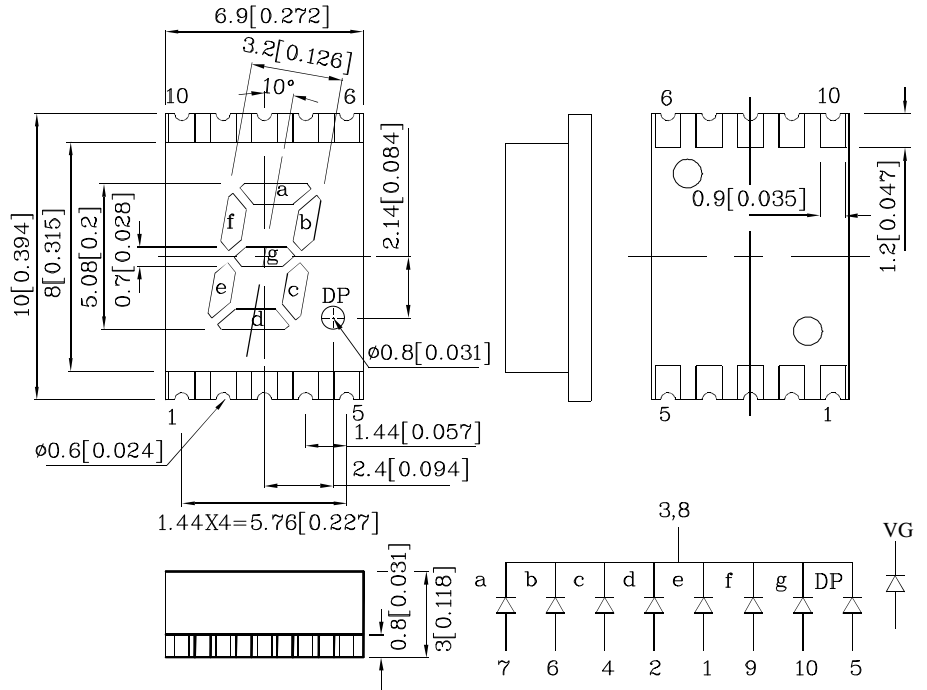 6.9[0.272]
3.2[0.126]
10°
10
6
6
10
a
f
b
g
e
c
d
DP
10[0.394]
8[0.315]
5.08[0.2]
0.7[0.028]
2.14[0.084]
0.9[0.035]
1.2[0.047]
ø0.8[0.031]
1
5
5
1
ø0.6[0.024]
1.44[0.057]
2.4[0.094]
1.44X4=5.76[0.227]
0.8[0.031]
3[0.118]
3,8
VG
a b c d e f g DP
7 6 4 2 1 9 10 5